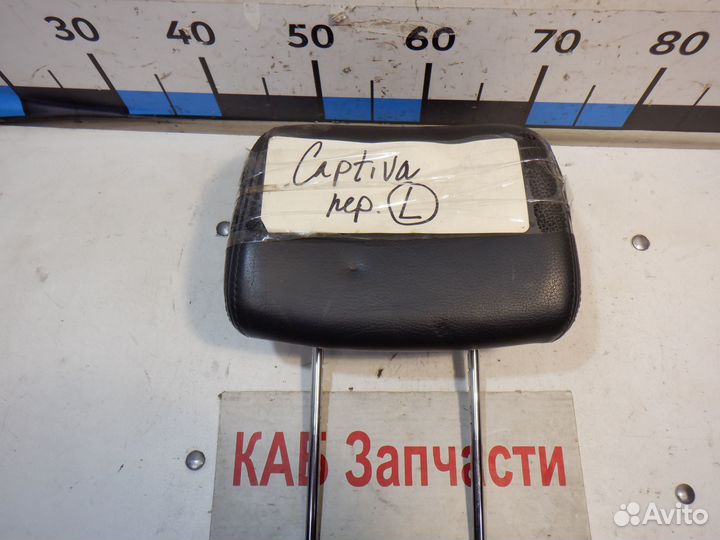 30 40 50 60 70 80
Captiva
пер. L
КАБ Запчасти
Avito